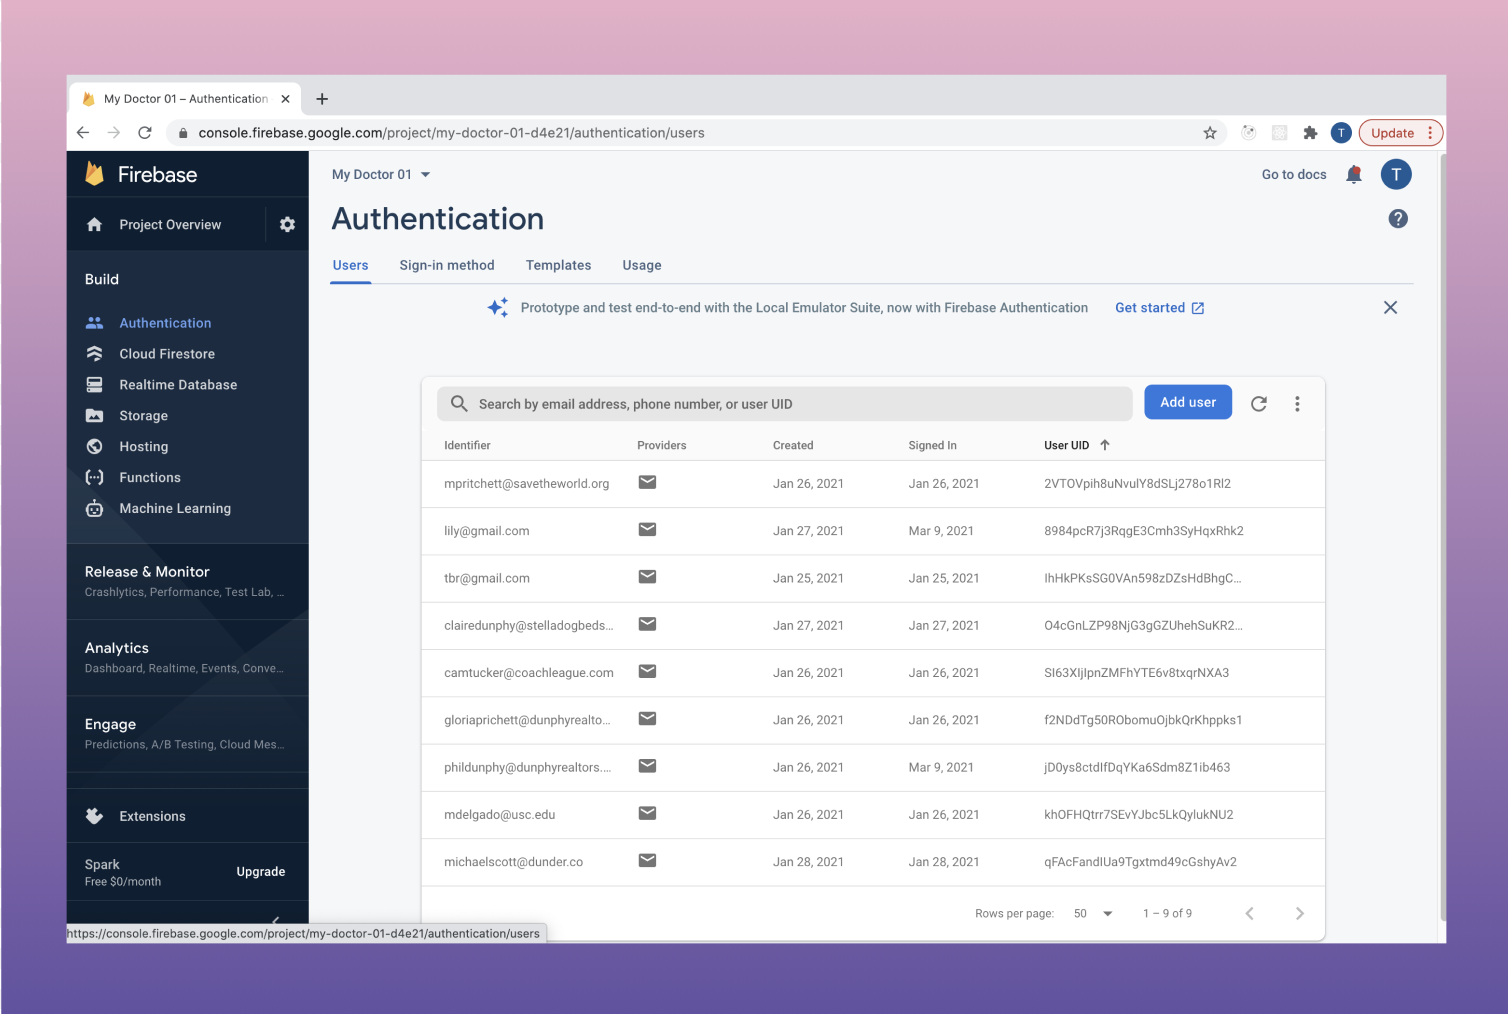 My Doctor 01 – Authentication
console.firebase.google.com/project/my-doctor-01-d4e21/authentication/users
T
Update
Firebase
My Doctor 01
Go to docs
T
Project Overview
Authentication
Users Sign-in method Templates Usage
Prototype and test end-to-end with the Local Emulator Suite, now with Firebase Authentication Get started
Build
Authentication
Cloud Firestore
Realtime Database
Storage
Hosting
Functions
Machine Learning
Release & Monitor
Crashlytics, Performance, Test Lab, ...
Analytics
Dashboard, Realtime, Events, Conve...
Engage
Predictions, A/B Testing, Cloud Mes...
Extensions
Spark
Free $0/month
Upgrade
Search by email address, phone number, or user UID
Add user
Identifier Providers Created Signed In User UID
mpritchett@savetheworld.org Jan 26, 2021 Jan 26, 2021 2VTOVpih8uNvulY8dSLj278o1Rl2
lily@gmail.com Jan 27, 2021 Mar 9, 2021 8984pcR7j3RqgE3Cmh3SyHqxRhk2
tbr@gmail.com Jan 25, 2021 Jan 25, 2021 IhHkPKsSG0VAn598zDZsHdBhgC...
clairedunphy@stelladogbeds... Jan 27, 2021 Jan 27, 2021 O4cGnLZP98NjG3gGZUhehSuKR2...
camtucker@coachleague.com Jan 26, 2021 Jan 26, 2021 SI63XIjIpnZMFhYTE6v8txqrNXA3
gloriaprichett@dunphyrealto... Jan 26, 2021 Jan 26, 2021 f2NDdTg50RObomuOjbkQrKhppks1
phildunphy@dunphyrealtors.... Jan 26, 2021 Mar 9, 2021 jD0ys8ctdlfDqYKa6Sdm8Z1ib463
mdelgado@usc.edu Jan 26, 2021 Jan 26, 2021 khOFHQtrr7SEvYJbc5LkQylukNU2
michaelscott@dunder.co Jan 28, 2021 Jan 28, 2021 qFAcFandlUa9Tgxtmd49cGshyAv2
Rows per page: 50 1 – 9 of 9
https://console.firebase.google.com/project/my-doctor-01-d4e21/authentication/users